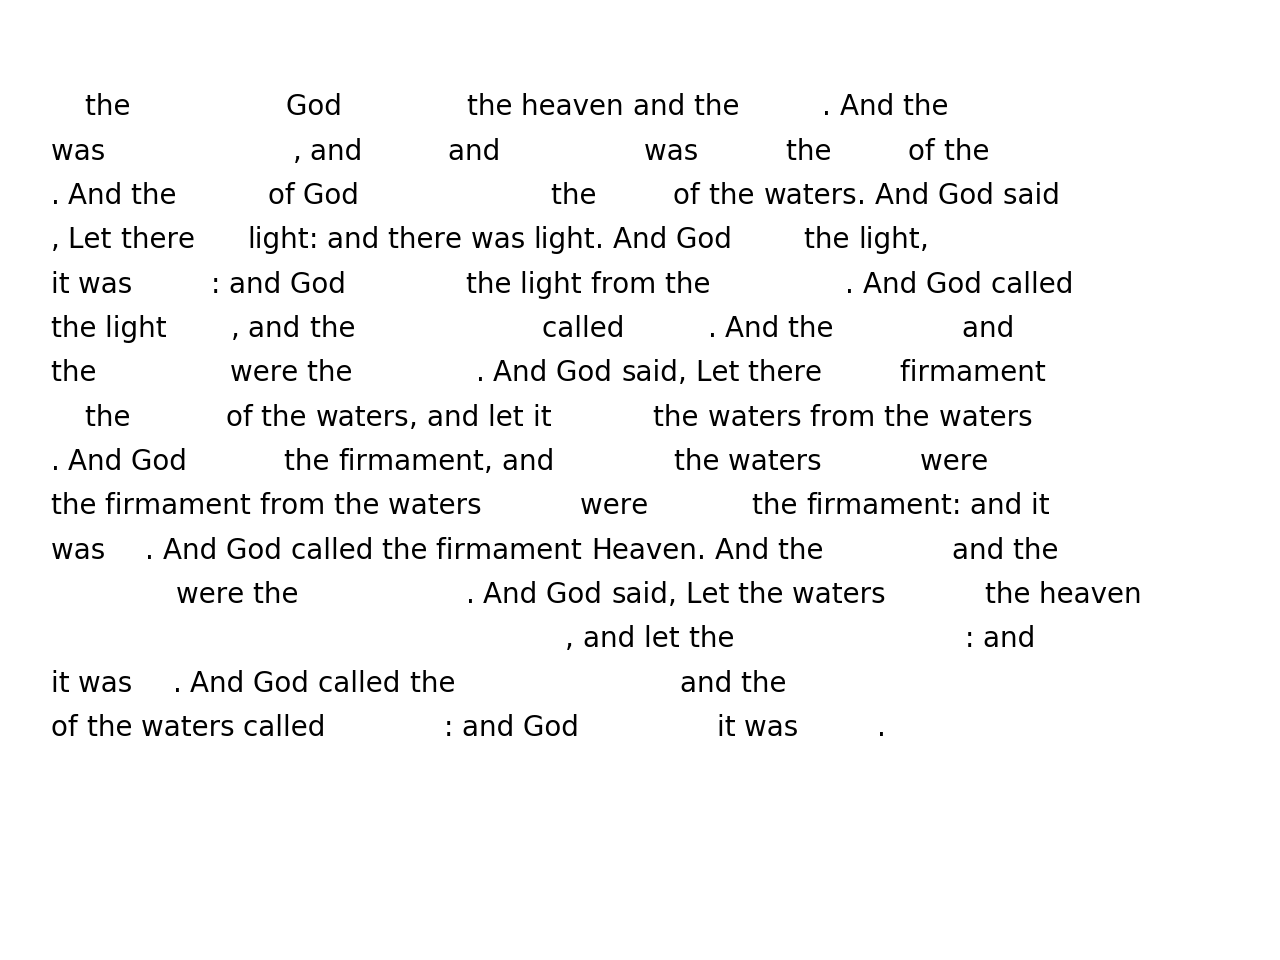 the God the heaven and the . And the
was , and and was the of the
. And the of God the of the waters. And God said
, Let there light: and there was light. And God the light,
it was : and God the light from the . And God called
the light , and the called . And the and
the were the . And God said, Let there firmament
the of the waters, and let it the waters from the waters
. And God the firmament, and the waters were
the firmament from the waters were the firmament: and it
was . And God called the firmament Heaven. And the and the
were the . And God said, Let the waters the heaven
, and let the : and
it was . And God called the and the
of the waters called : and God it was .